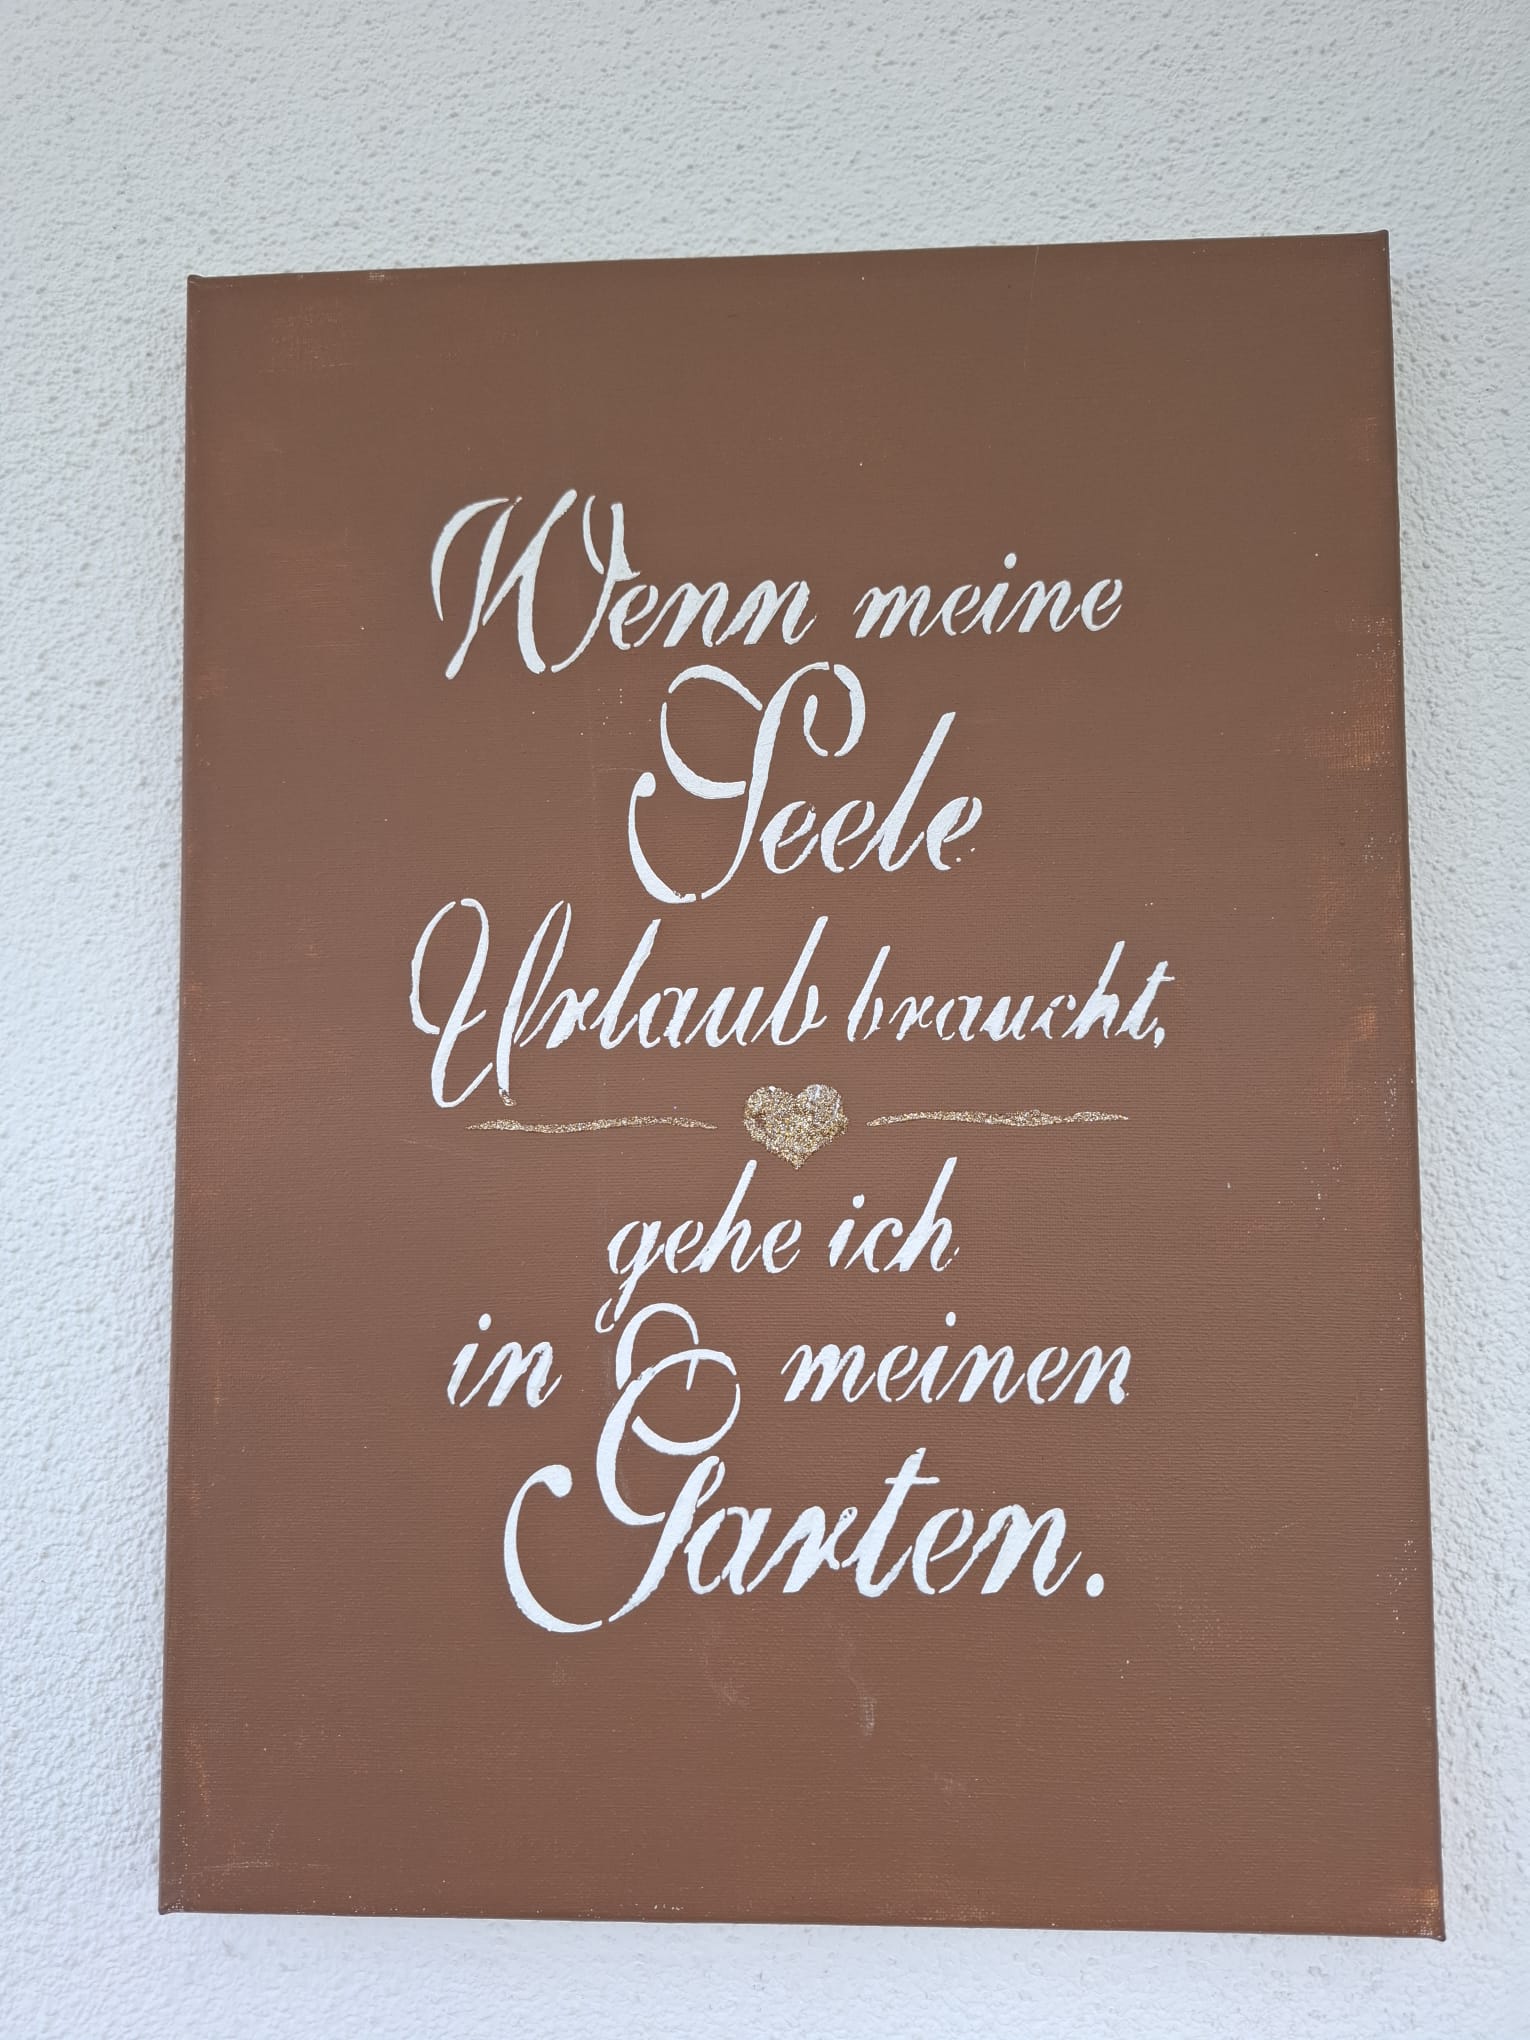 Wenn meine
Seele
Urlaub braucht,
gehe ich
in meinen
Garten.